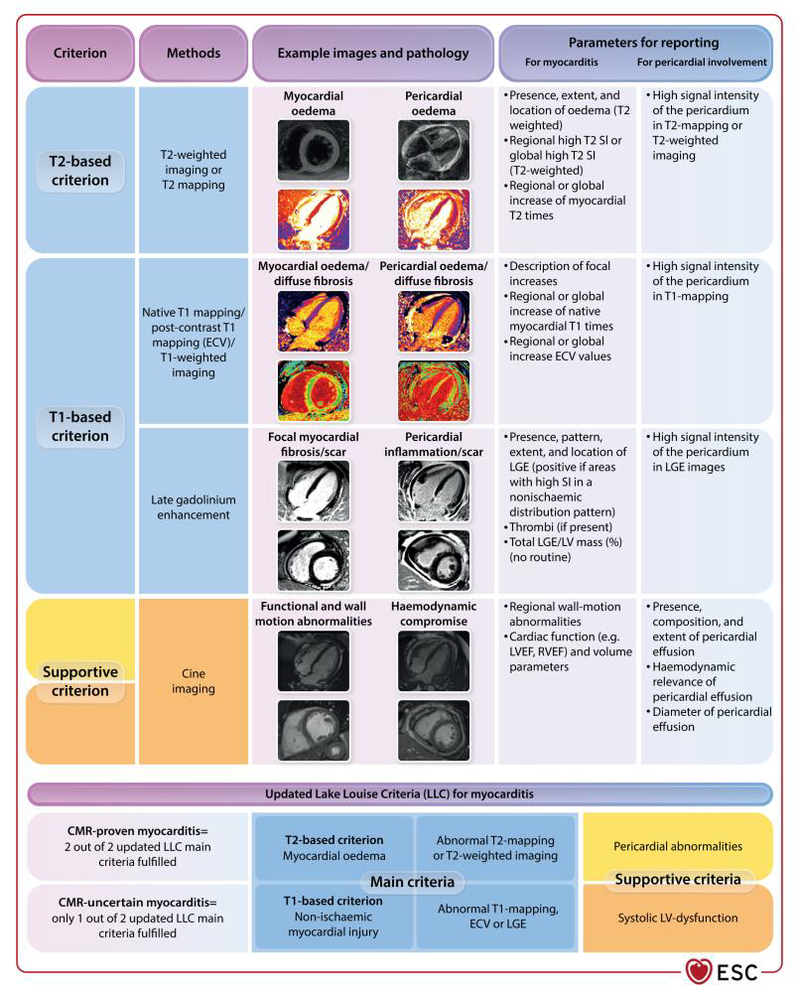 Criterion
Methods
Example images and pathology
Parameters for reporting
For myocarditis
For pericardial involvement
T2-based
criterion
T2-weighted
imaging or
T2 mapping
Myocardial
oedema
Pericardial
oedema
• Presence, extent, and
location of oedema (T2
weighted)
• Regional high T2 SI or
global high T2 SI
(T2-weighted)
• Regional or global
increase of myocardial
T2 times
• High signal intensity
of the pericardium
in T2-mapping or
T2-weighted
imaging
T1-based
criterion
Native T1 mapping/
post-contrast T1
mapping (ECV)/
T1-weighted
imaging
Myocardial oedema/
diffuse fibrosis
Pericardial oedema/
diffuse fibrosis
• Description of focal
increases
• Regional or global
increase of native
myocardial T1 times
• Regional or global
increase ECV values
• High signal intensity
of the pericardium
in T1-mapping
Late gadolinium
enhancement
Focal myocardial
fibrosis/scar
Pericardial
inflammation/scar
• Presence, pattern,
extent, and location of
LGE (positive if areas
with high SI in a
nonischaemic
distribution pattern)
• Thrombi (if present)
• Total LGE/LV mass (%)
(no routine)
• High signal intensity
of the pericardium
in LGE images
Supportive
criterion
Cine
imaging
Functional and wall
motion abnormalities
Haemodynamic
compromise
• Regional wall-motion
abnormalities
• Cardiac function (e.g.
LVEF, RVEF) and volume
parameters
• Presence,
composition, and
extent of pericardial
effusion
• Haemodynamic
relevance of
pericardial effusion
• Diameter of pericardial
effusion
Updated Lake Louise Criteria (LLC) for myocarditis
CMR-proven myocarditis=
2 out of 2 updated LLC main
criteria fulfilled
T2-based criterion
Myocardial oedema
Abnormal T2-mapping
or T2-weighted imaging
Pericardial abnormalities
Main criteria
Supportive criteria
CMR-uncertain myocarditis=
only 1 out of 2 updated LLC main
criteria fulfilled
T1-based criterion
Non-ischaemic
myocardial injury
Abnormal T1-mapping,
ECV or LGE
Systolic LV-dysfunction
ESC